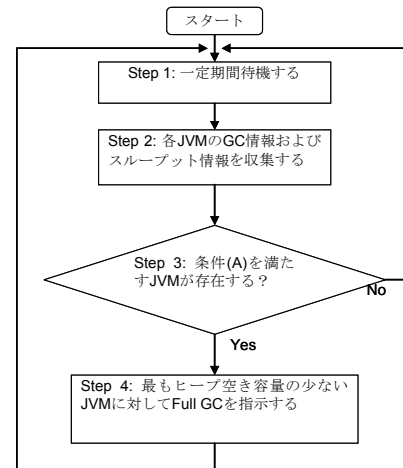 スタート
Step 1: 一定期間待機する
Step 2: 各JVMのGC情報および
スループット情報を収集する
Step 3: 条件(A)を満た
すJVMが存在する？
No
Yes
Step 4: 最もヒープ空き容量の少ない
JVMに対してFull GCを指示する